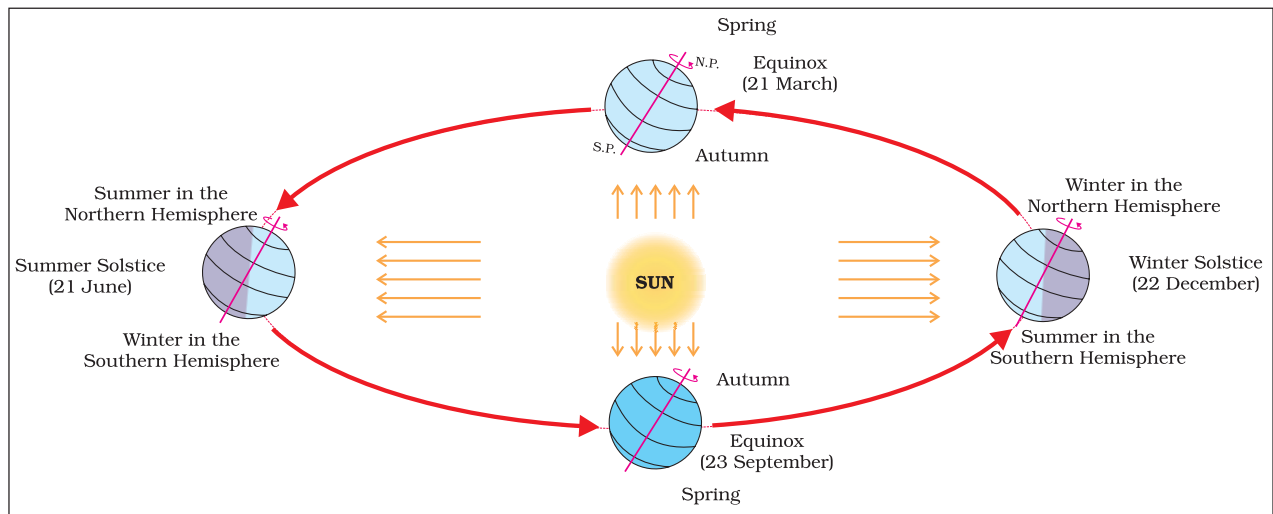 Spring
N.P.
Equinox
(21 March)
S.P.
Autumn
Summer in the
Northern Hemisphere
Summer Solstice
(21 June)
Winter in the
Southern Hemisphere
SUN
Winter in the
Northern Hemisphere
Winter Solstice
(22 December)
Summer in the
Southern Hemisphere
Autumn
Equinox
(23 September)
Spring